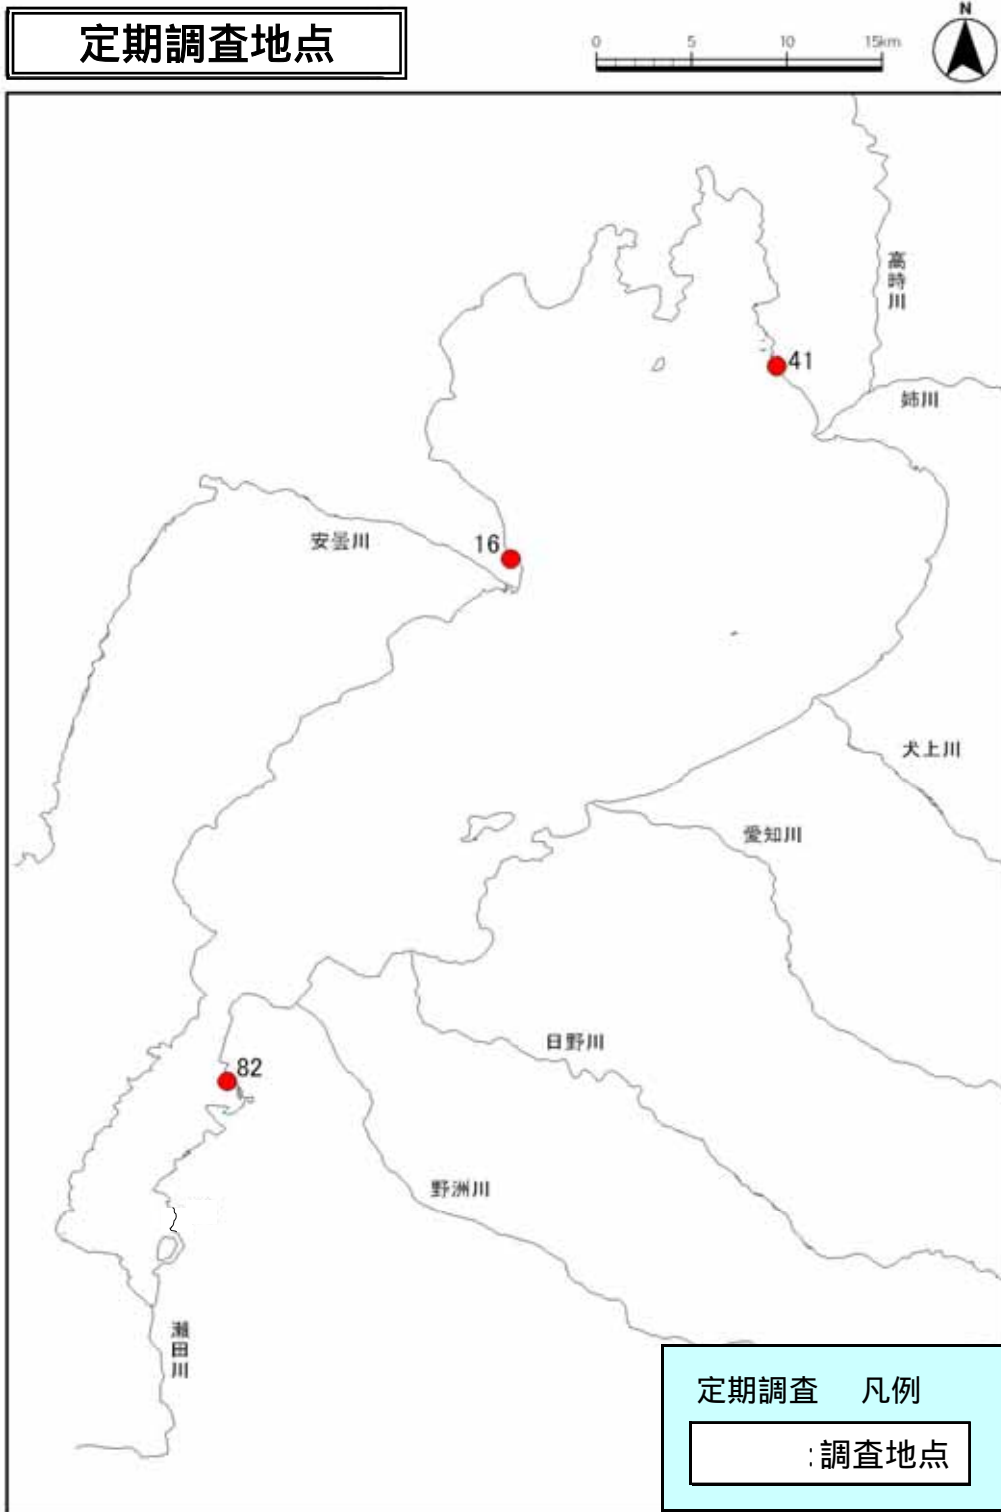 定期調査地点
0 5 10 15km
N
高時川
41
姉川
安曇川
16
犬上川
愛知川
日野川
82
野洲川
瀬田川
定期調査 凡例
:調査地点